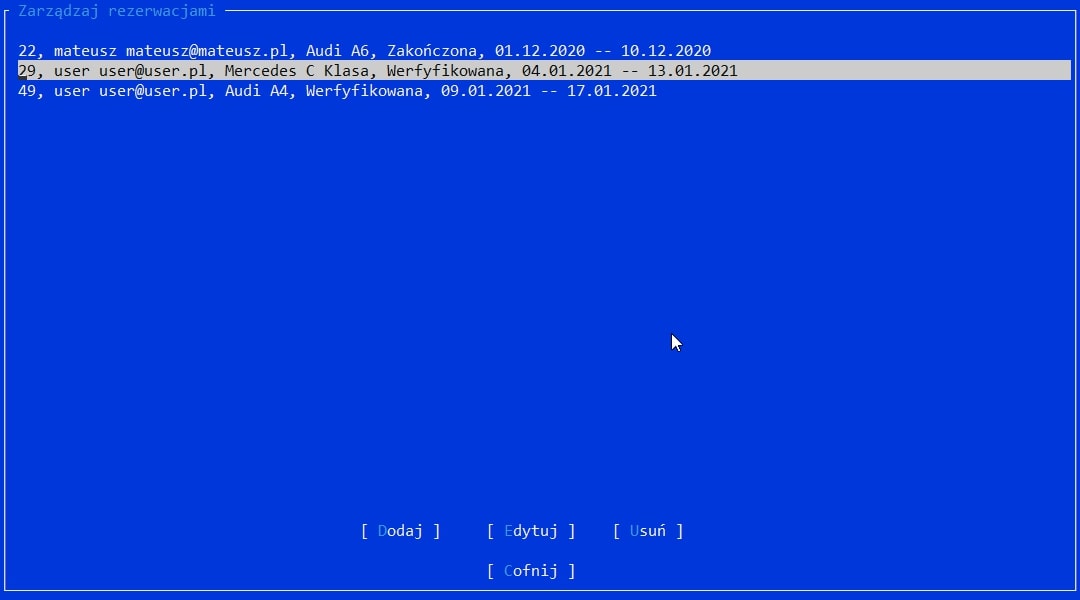 Zarządzaj rezerwacjami
22, mateusz mateusz@mateusz.pl, Audi A6, Zakończona, 01.12.2020 -- 10.12.2020
29, user user@user.pl, Mercedes C Klasa, Werfyfikowana, 04.01.2021 -- 13.01.2021
49, user user@user.pl, Audi A4, Werfyfikowana, 09.01.2021 -- 17.01.2021
[ Dodaj ] [ Edytuj ] [ Usuń ]
[ Cofnij ]